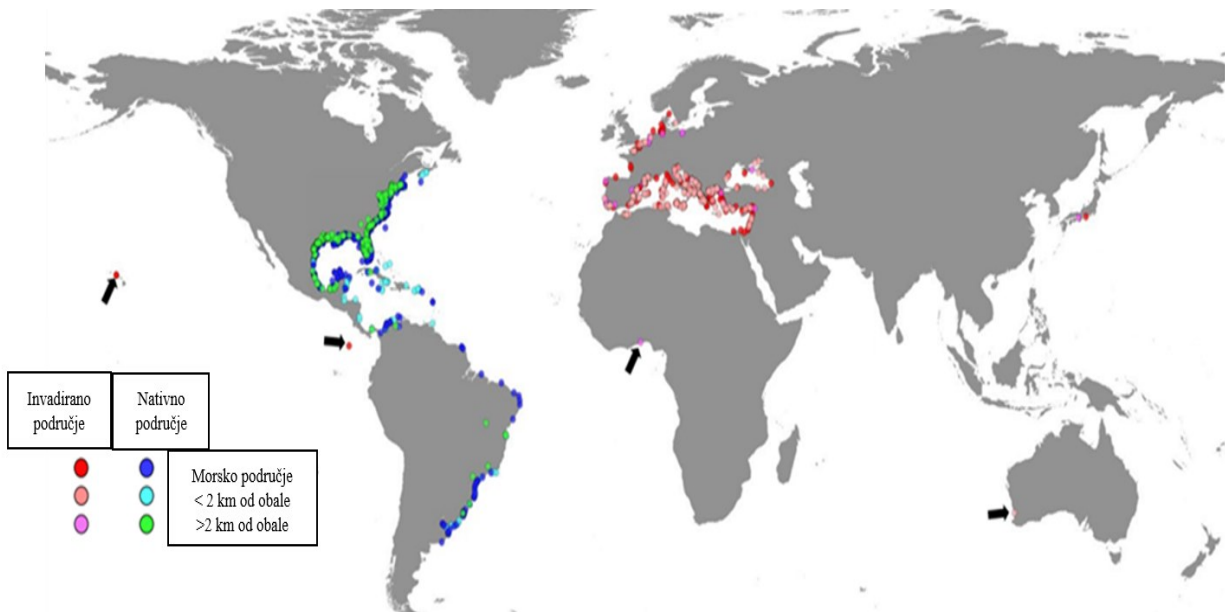 Invadirano
područje
Nativno
područje
Morsko područje
< 2 km od obale
>2 km od obale